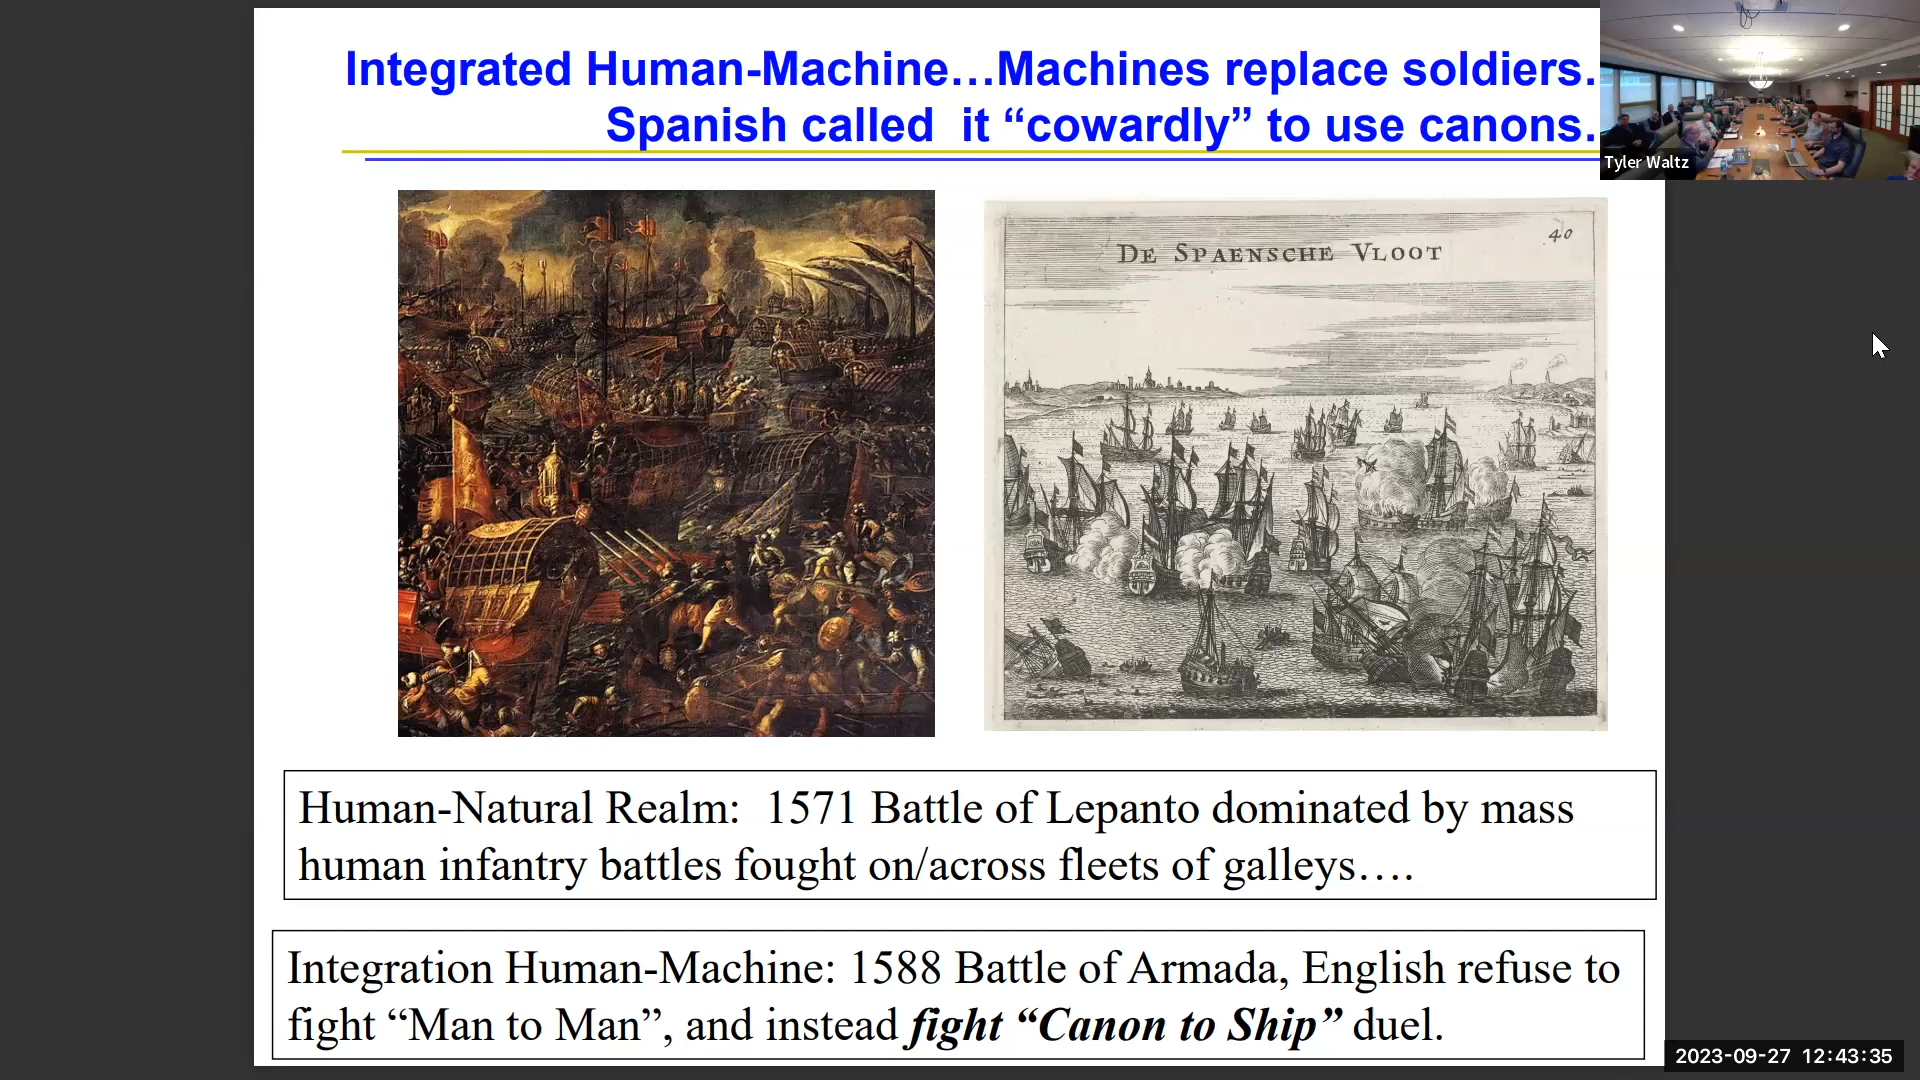 Integrated Human-Machine…Machines replace soldiers.
Spanish called  it “cowardly” to use canons.
Tyler Waltz
DE SPAENSCHE VLOOT
40
Human-Natural Realm:  1571 Battle of Lepanto dominated by mass
human infantry battles fought on/across fleets of galleys….
Integration Human-Machine: 1588 Battle of Armada, English refuse to
fight “Man to Man”, and instead fight “Canon to Ship” duel.
2023-09-27  12:43:35